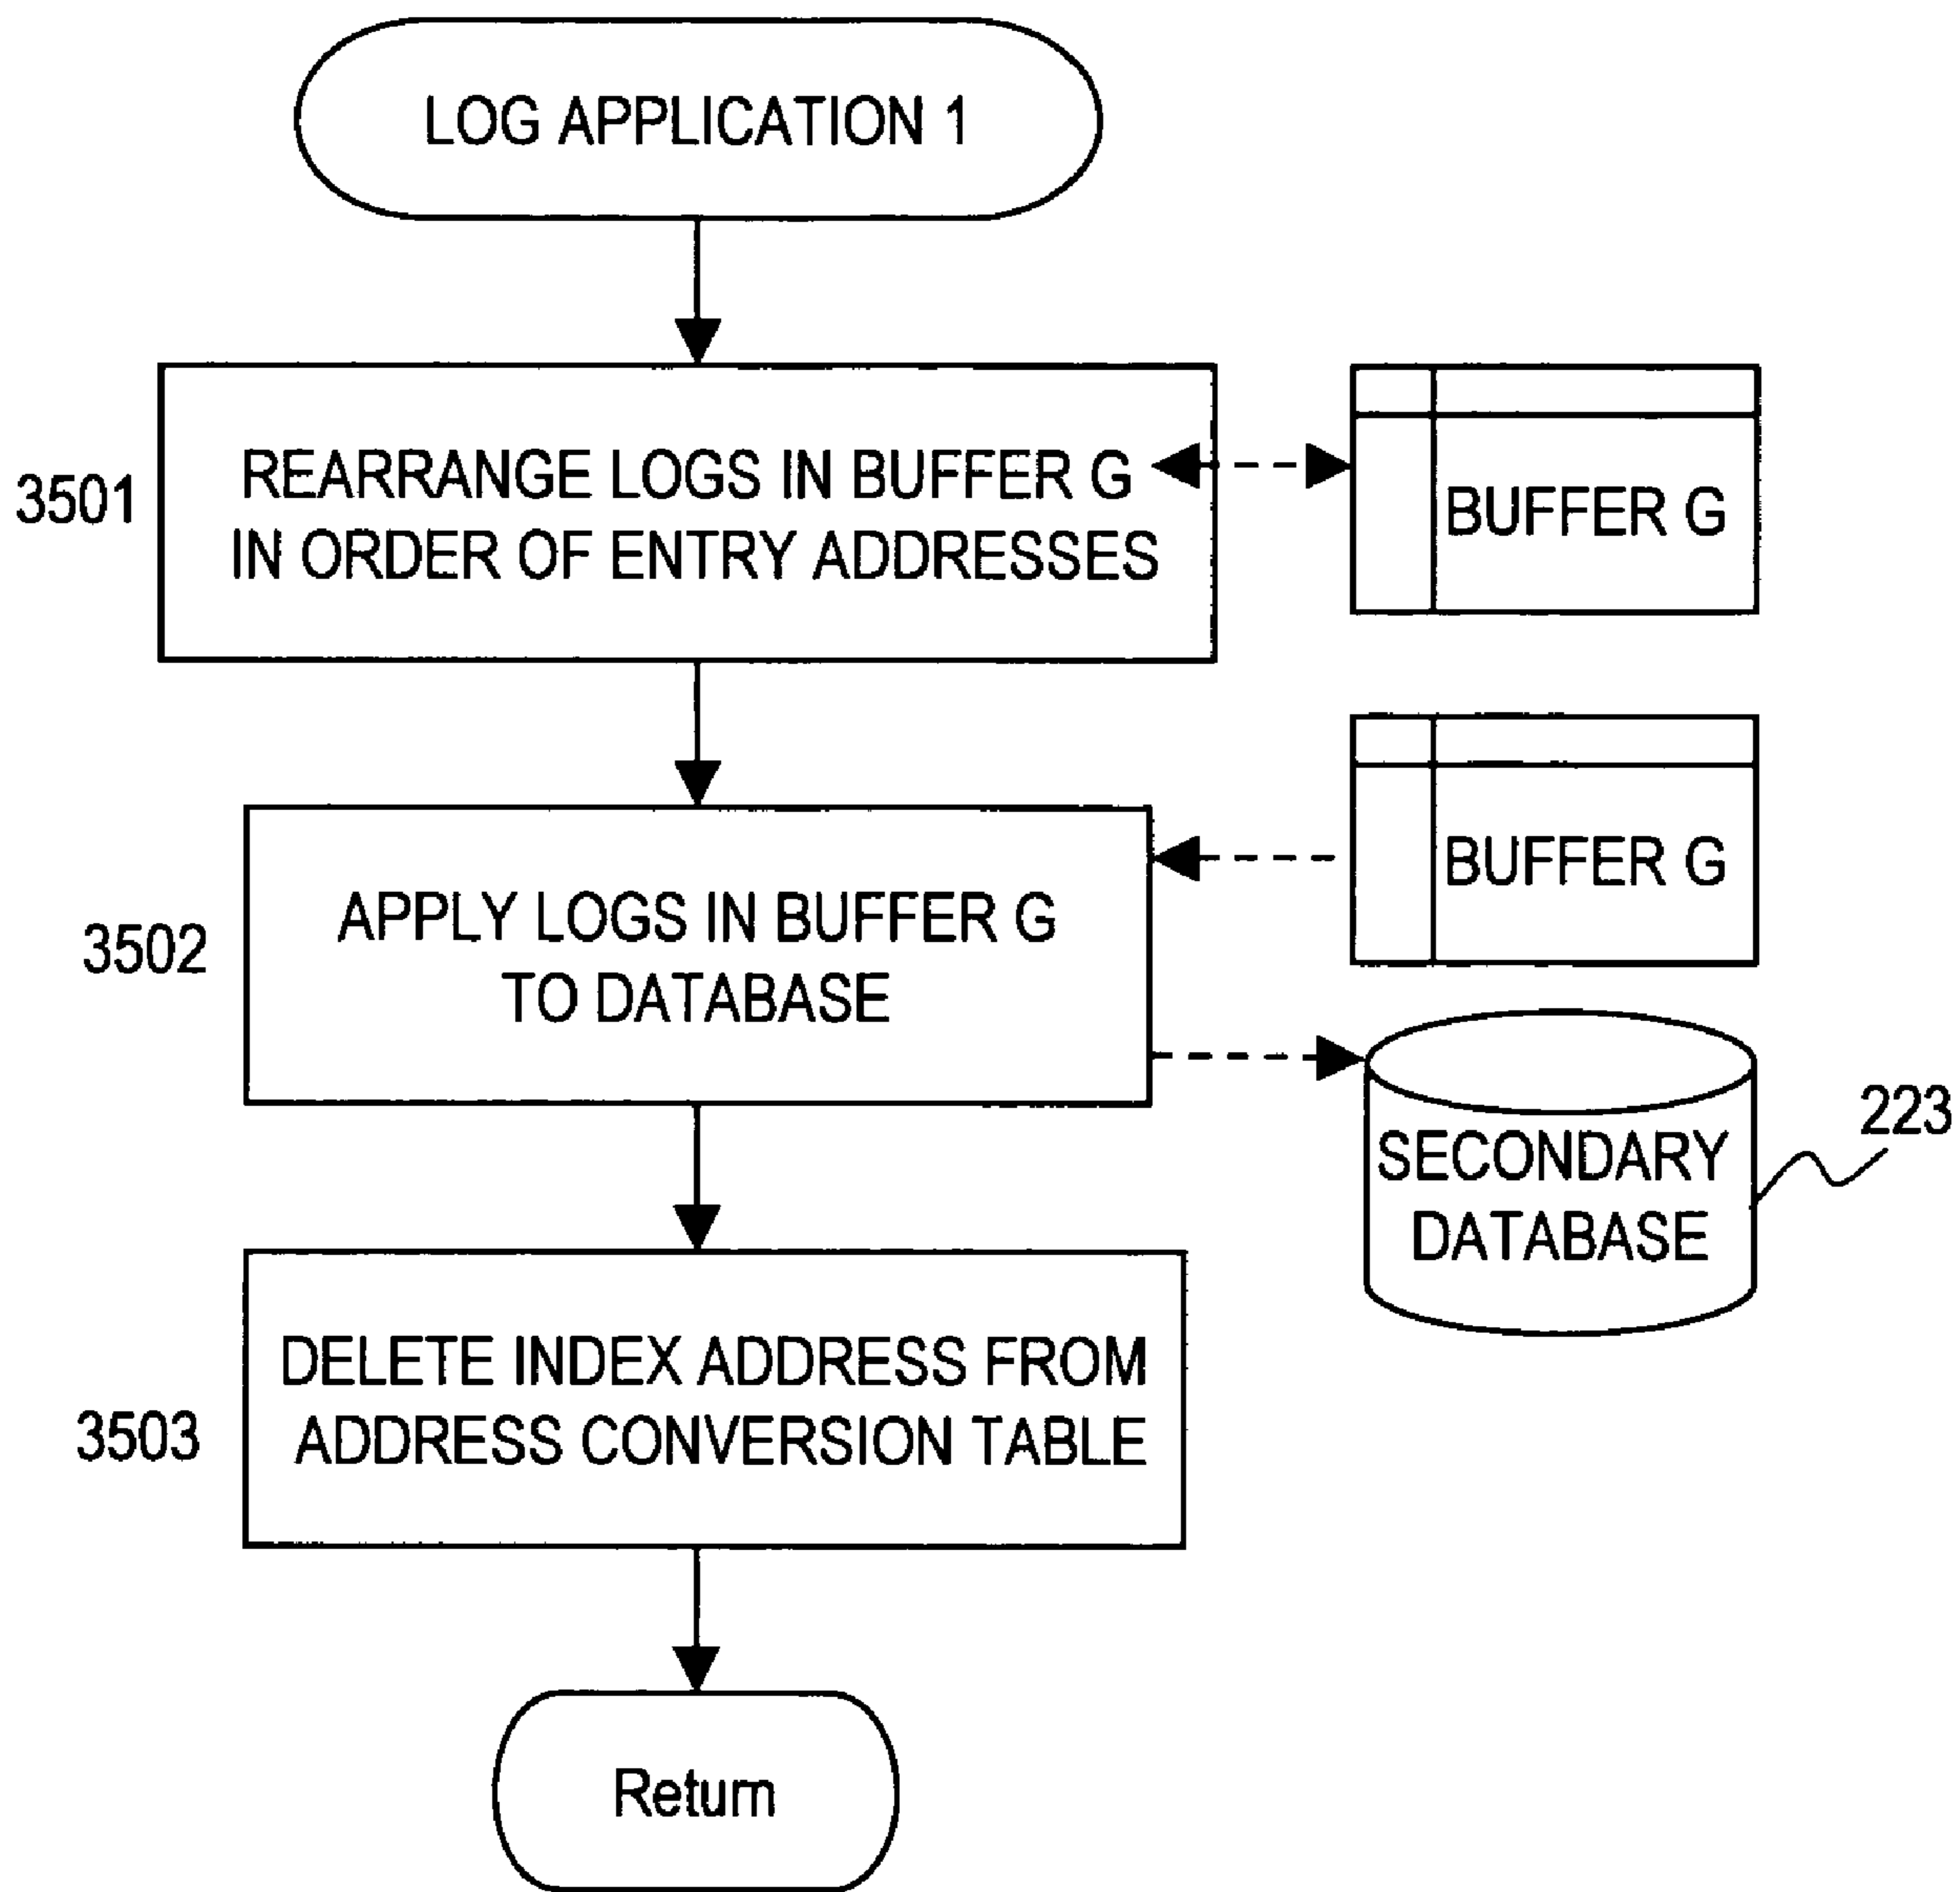 LOG APPLICATION 1
3501
REARRANGE LOGS IN BUFFER G
IN ORDER OF ENTRY ADDRESSES
BUFFER G
3502
APPLY LOGS IN BUFFER G
TO DATABASE
BUFFER G
SECONDARY
DATABASE
223
3503
DELETE INDEX ADDRESS FROM
ADDRESS CONVERSION TABLE
Return